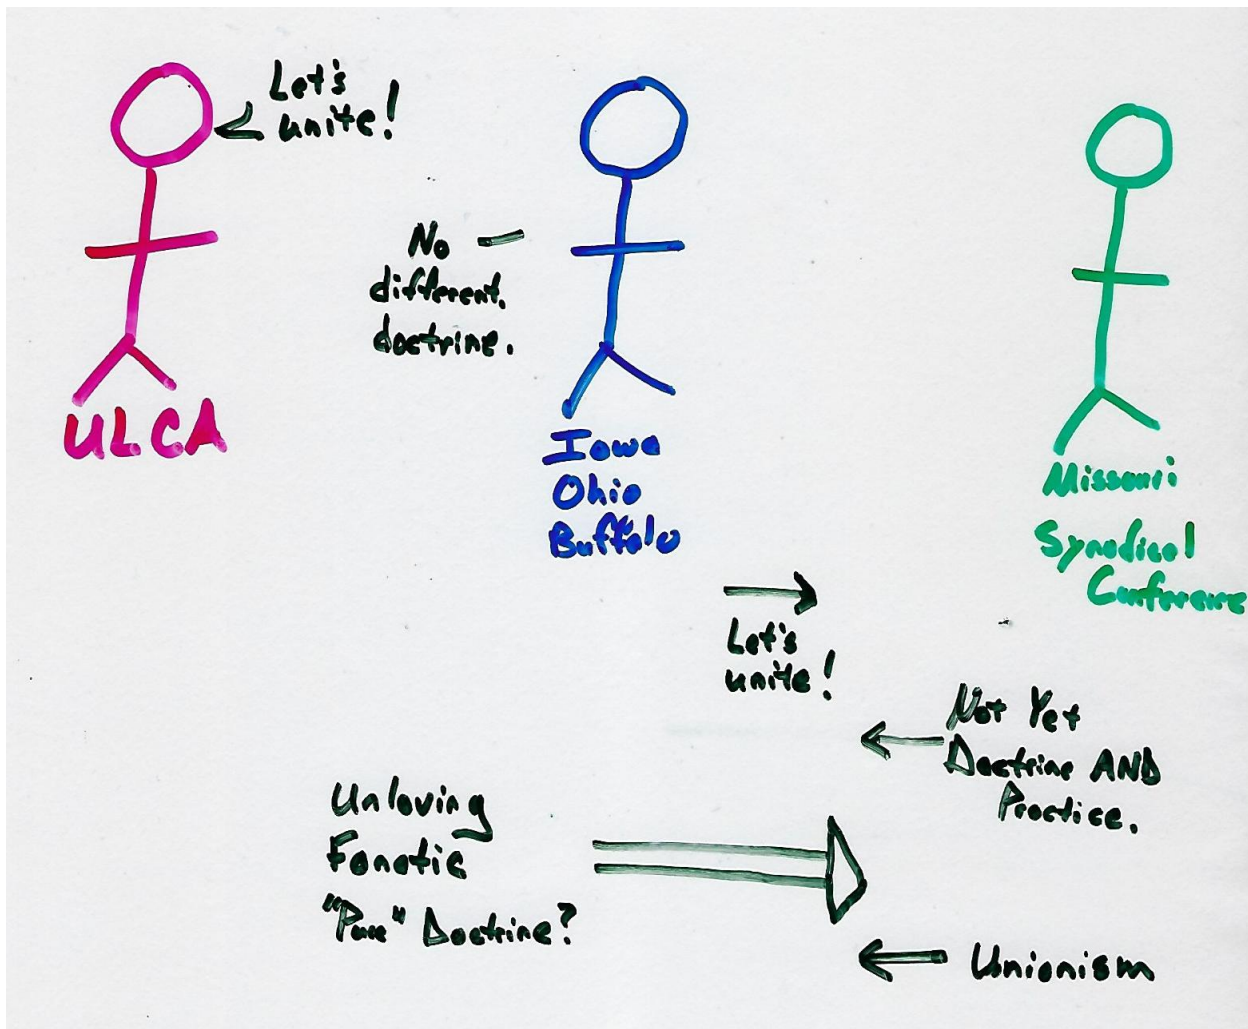 Let's
unite!
No
different.
doctrine.
ULCA
Iowa
Ohio
Buffalo
Missouri
Synodical
Conference
Let's
unite!
Not Yet
Doctrine AND
Practice.
Unloving
Fanatic
"Pure" Doctrine?
Unionism